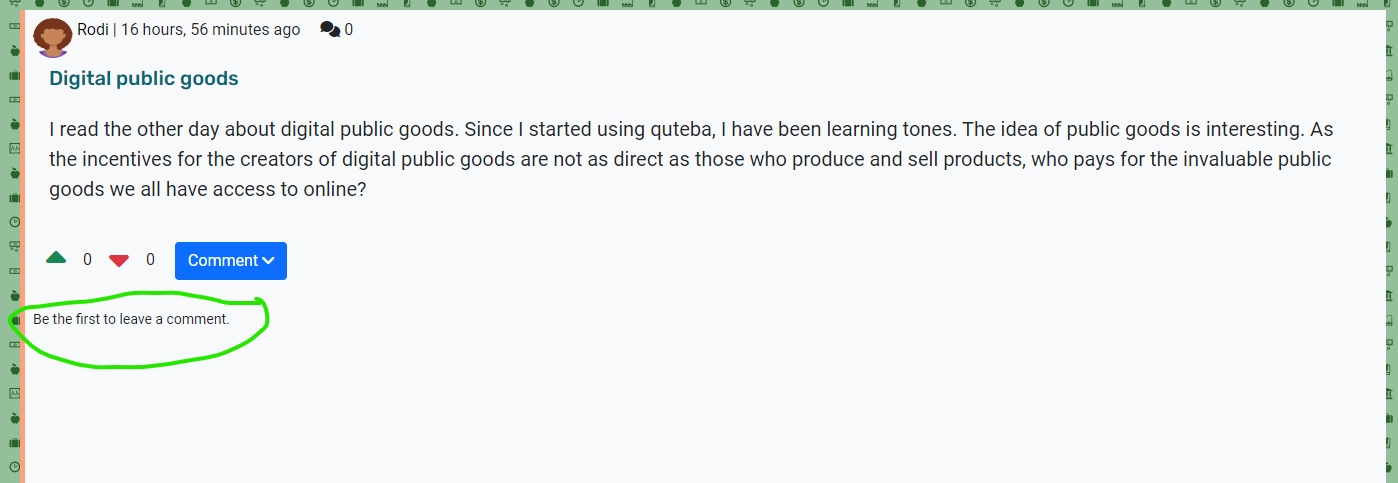 Rodi | 16 hours, 56 minutes ago 0
Digital public goods
I read the other day about digital public goods. Since I started using quteba, I have been learning tones. The idea of public goods is interesting. As
the incentives for the creators of digital public goods are not as direct as those who produce and sell products, who pays for the invaluable public
goods we all have access to online?
0 0 Comment
Be the first to leave a comment.